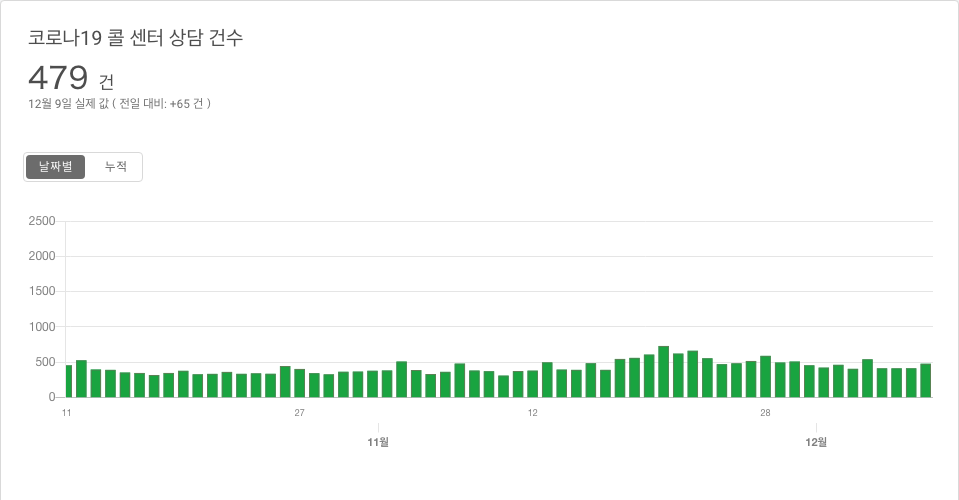 코로나19 콜 센터 상담 건수
479 건
12월 9일 실제 값 ( 전일 대비: +65 건 )
날짜별 누적
2500
2000
1500
1000
500
0
11 27 12 28
11월 12월